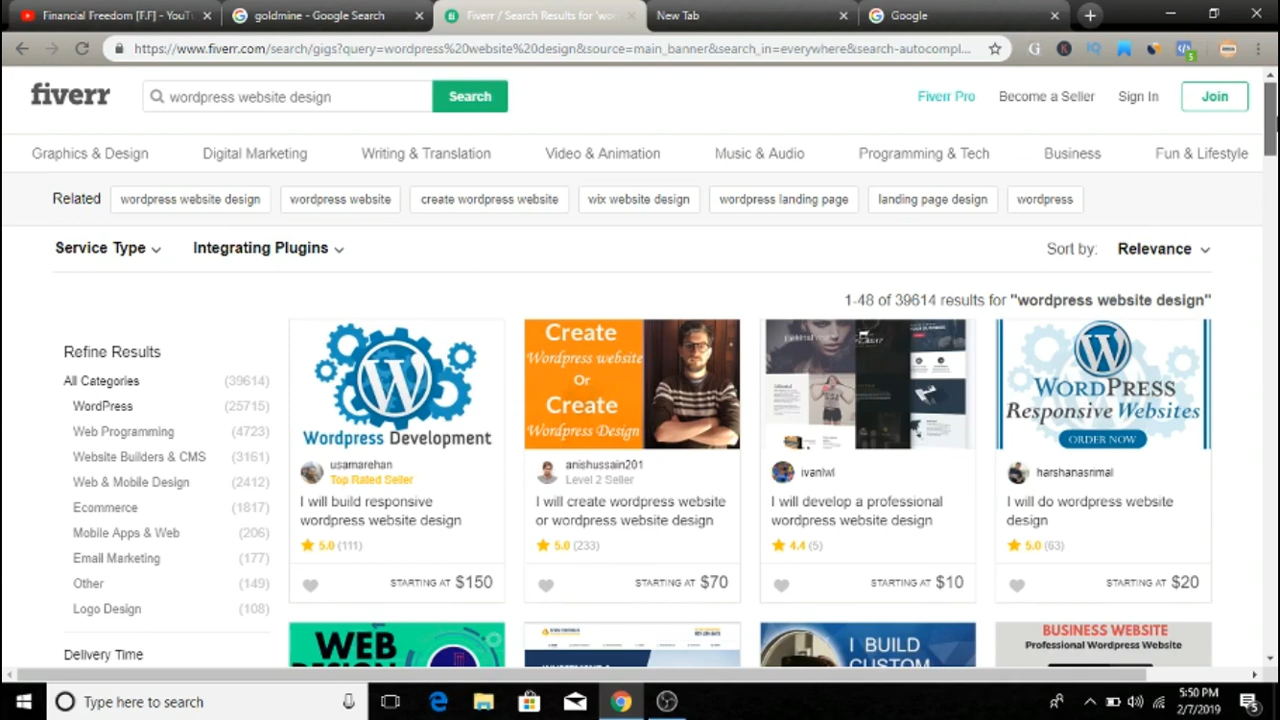 Financial Freedom [F.F] - YouT
goldmine - Google Search
Fiverr / Search Results for 'wor
New Tab
Google
https://www.fiverr.com/search/gigs?query=wordpress%20website%20design&source=main_banner&search_in=everywhere&search-autocompl...
fiverr
wordpress website design
Search
Fiverr Pro
Become a Seller
Sign In
Join
Graphics & Design
Digital Marketing
Writing & Translation
Video & Animation
Music & Audio
Programming & Tech
Business
Fun & Lifestyle
Related
wordpress website design
wordpress website
create wordpress website
wix website design
wordpress landing page
landing page design
wordpress
Service Type
Integrating Plugins
Sort by: Relevance
1-48 of 39614 results for "wordpress website design"
Refine Results
All Categories (39614)
WordPress (25715)
Web Programming (4723)
Website Builders & CMS (3161)
Web & Mobile Design (2412)
Ecommerce (1817)
Mobile Apps & Web (206)
Email Marketing (177)
Other (149)
Logo Design (108)
Delivery Time
Wordpress Development
usamarehan
Top Rated Seller
I will build responsive
wordpress website design
5.0 (111)
STARTING AT $150
Create
Wordpress website
Or
Create
Wordpress Design
anishussain201
Level 2 Seller
I will create wordpress website
or wordpress website design
5.0 (233)
STARTING AT $70
ivanlwl
I will develop a professional
wordpress website design
4.4 (5)
STARTING AT $10
WORDPRESS
Responsive Websites
ORDER NOW
harshanasrimal
I will do wordpress website
design
5.0 (63)
STARTING AT $20
WEB
DESIGN
I BUILD
CUSTOM
BUSINESS WEBSITE
Professional Wordpress Website
Type here to search
5:50 PM
2/7/2019
5